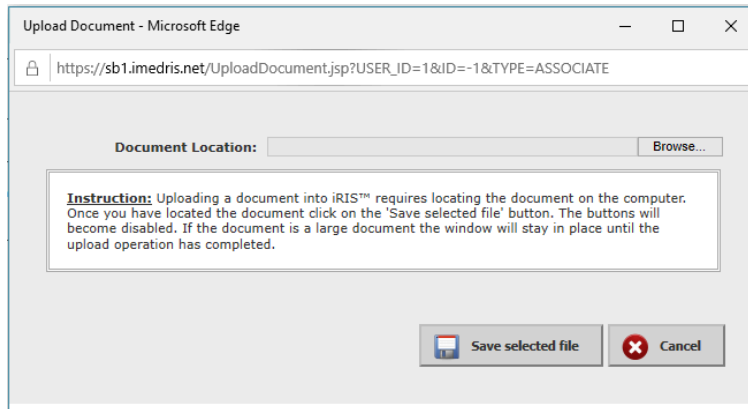 Upload Document - Microsoft Edge
https://sb1.imedris.net/UploadDocument.jsp?USER_ID=1&ID=-1&TYPE=ASSOCIATE
Document Location: Browse...
Instruction: Uploading a document into iRIS™ requires locating the document on the computer.
Once you have located the document click on the 'Save selected file' button. The buttons will
become disabled. If the document is a large document the window will stay in place until the
upload operation has completed.
Save selected file Cancel